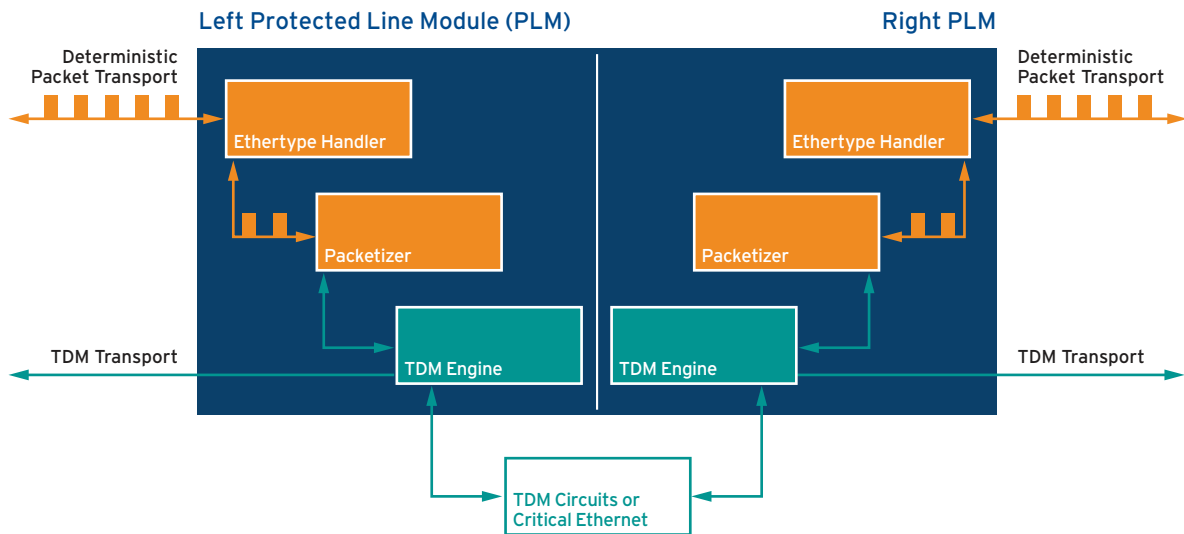 Left Protected Line Module (PLM)
Right PLM
Deterministic
Packet Transport
Deterministic
Packet Transport
Ethertype Handler
Ethertype Handler
Packetizer
Packetizer
TDM Transport
TDM Engine
TDM Engine
TDM Transport
TDM Circuits or
Critical Ethernet